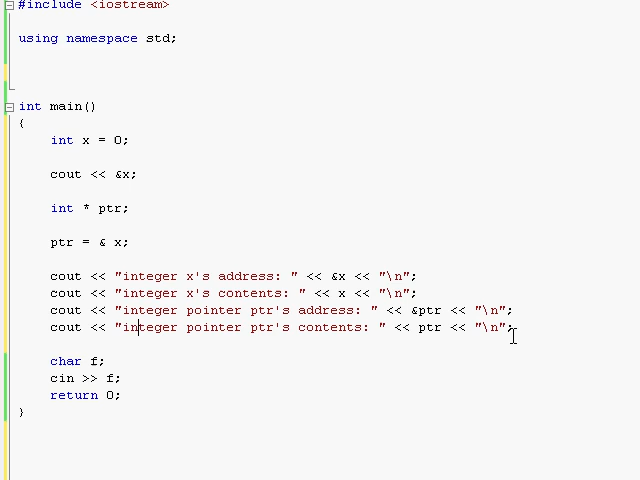 #include <iostream>
using namespace std;
int main()
{
int x = 0;
cout << &x;
int * ptr;
ptr = & x;
cout << "integer x's address: " << &x << "\n";
cout << "integer x's contents: " << x << "\n";
cout << "integer pointer ptr's address: " << &ptr << "\n";
cout << "integer pointer ptr's contents: " << ptr << "\n";
char f;
cin >> f;
return 0;
}